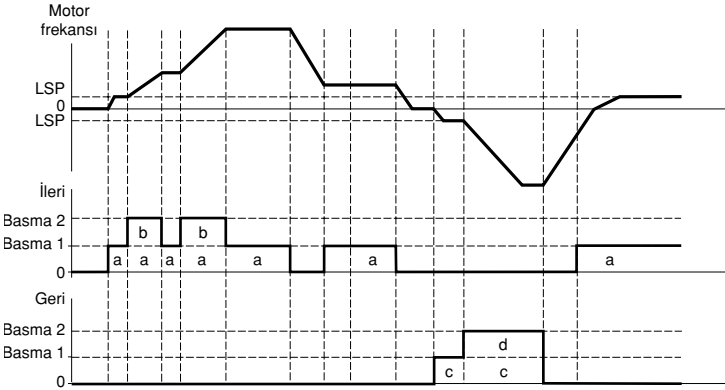 Motor
frekansı
LSP
0
LSP
İleri
Basma 2
b b
Basma 1
a a a a a a a
0
Geri
Basma 2
d
Basma 1
c c
0